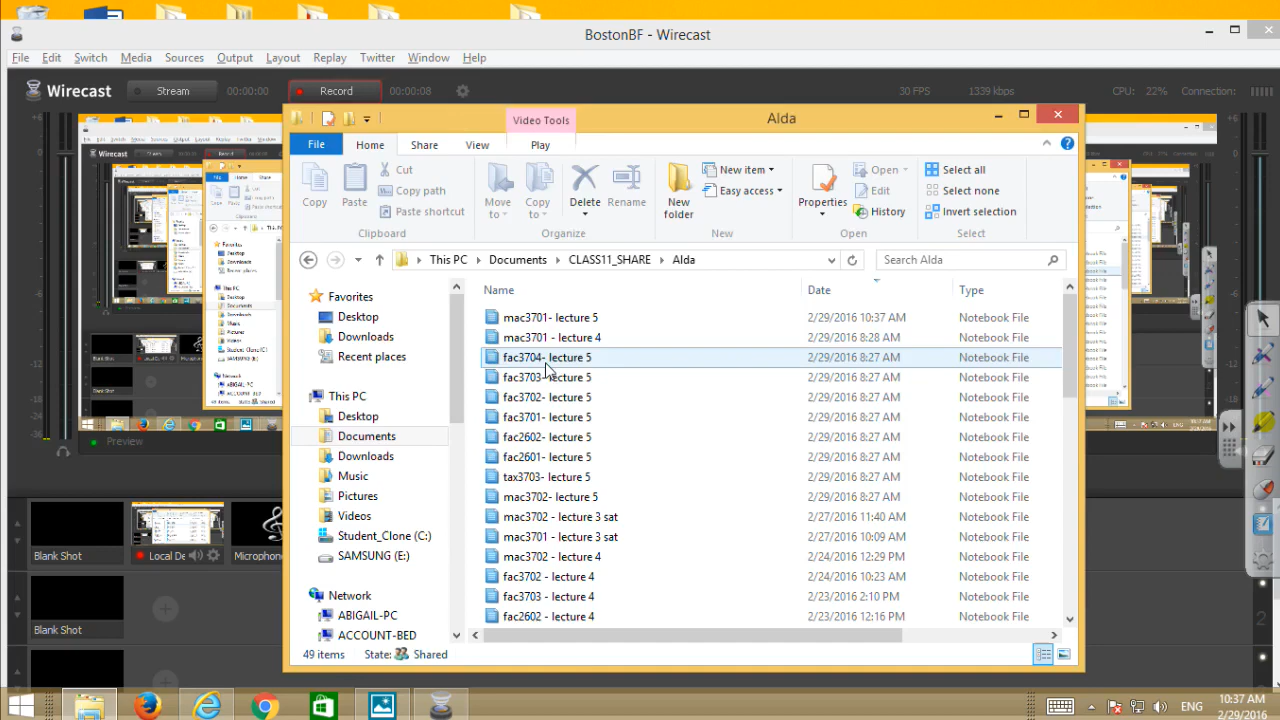 BostonBF - Wirecast
File Edit Switch Media Sources Output Layout Replay Twitter Window Help
Wirecast Stream 00:00:00 Record 00:00:08 30 FPS 1339 kbps CPU: 22% Connection:
Video Tools Alda
File Home Share View Play
Copy Paste Cut Copy path Paste shortcut Move to Copy to Delete Rename New folder New item Easy access Properties Open Edit History Select all Select none Invert selection
Clipboard Organize New Open Select
This PC Documents CLASS11_SHARE Alda Search Alda
Name Date Type
Favorites
Desktop
Downloads
Recent places
This PC
Desktop
Documents
Downloads
Music
Pictures
Videos
Student_Clone (C:)
SAMSUNG (E:)
Network
ABIGAIL-PC
ACCOUNT-BED
mac3701- lecture 5 2/29/2016 10:37 AM Notebook File
mac3701 - lecture 4 2/29/2016 8:28 AM Notebook File
fac3704- lecture 5 2/29/2016 8:27 AM Notebook File
fac3703- lecture 5 2/29/2016 8:27 AM Notebook File
fac3702- lecture 5 2/29/2016 8:27 AM Notebook File
fac3701- lecture 5 2/29/2016 8:27 AM Notebook File
fac2602- lecture 5 2/29/2016 8:27 AM Notebook File
fac2601- lecture 5 2/29/2016 8:27 AM Notebook File
tax3703- lecture 5 2/29/2016 8:27 AM Notebook File
mac3702- lecture 5 2/29/2016 8:27 AM Notebook File
mac3702 - lecture 3 sat 2/27/2016 11:40 AM Notebook File
mac3701 - lecture 3 sat 2/27/2016 10:09 AM Notebook File
mac3702 - lecture 4 2/24/2016 12:29 PM Notebook File
fac3702 - lecture 4 2/24/2016 10:23 AM Notebook File
fac3703 - lecture 4 2/23/2016 2:10 PM Notebook File
fac2602 - lecture 4 2/23/2016 12:16 PM Notebook File
49 items State: Shared
+6
-6
-12
-18
-24
-36
Preview
Blank Shot Local De Microphon
Blank Shot
2
ENG 10:37 AM
2/29/2016